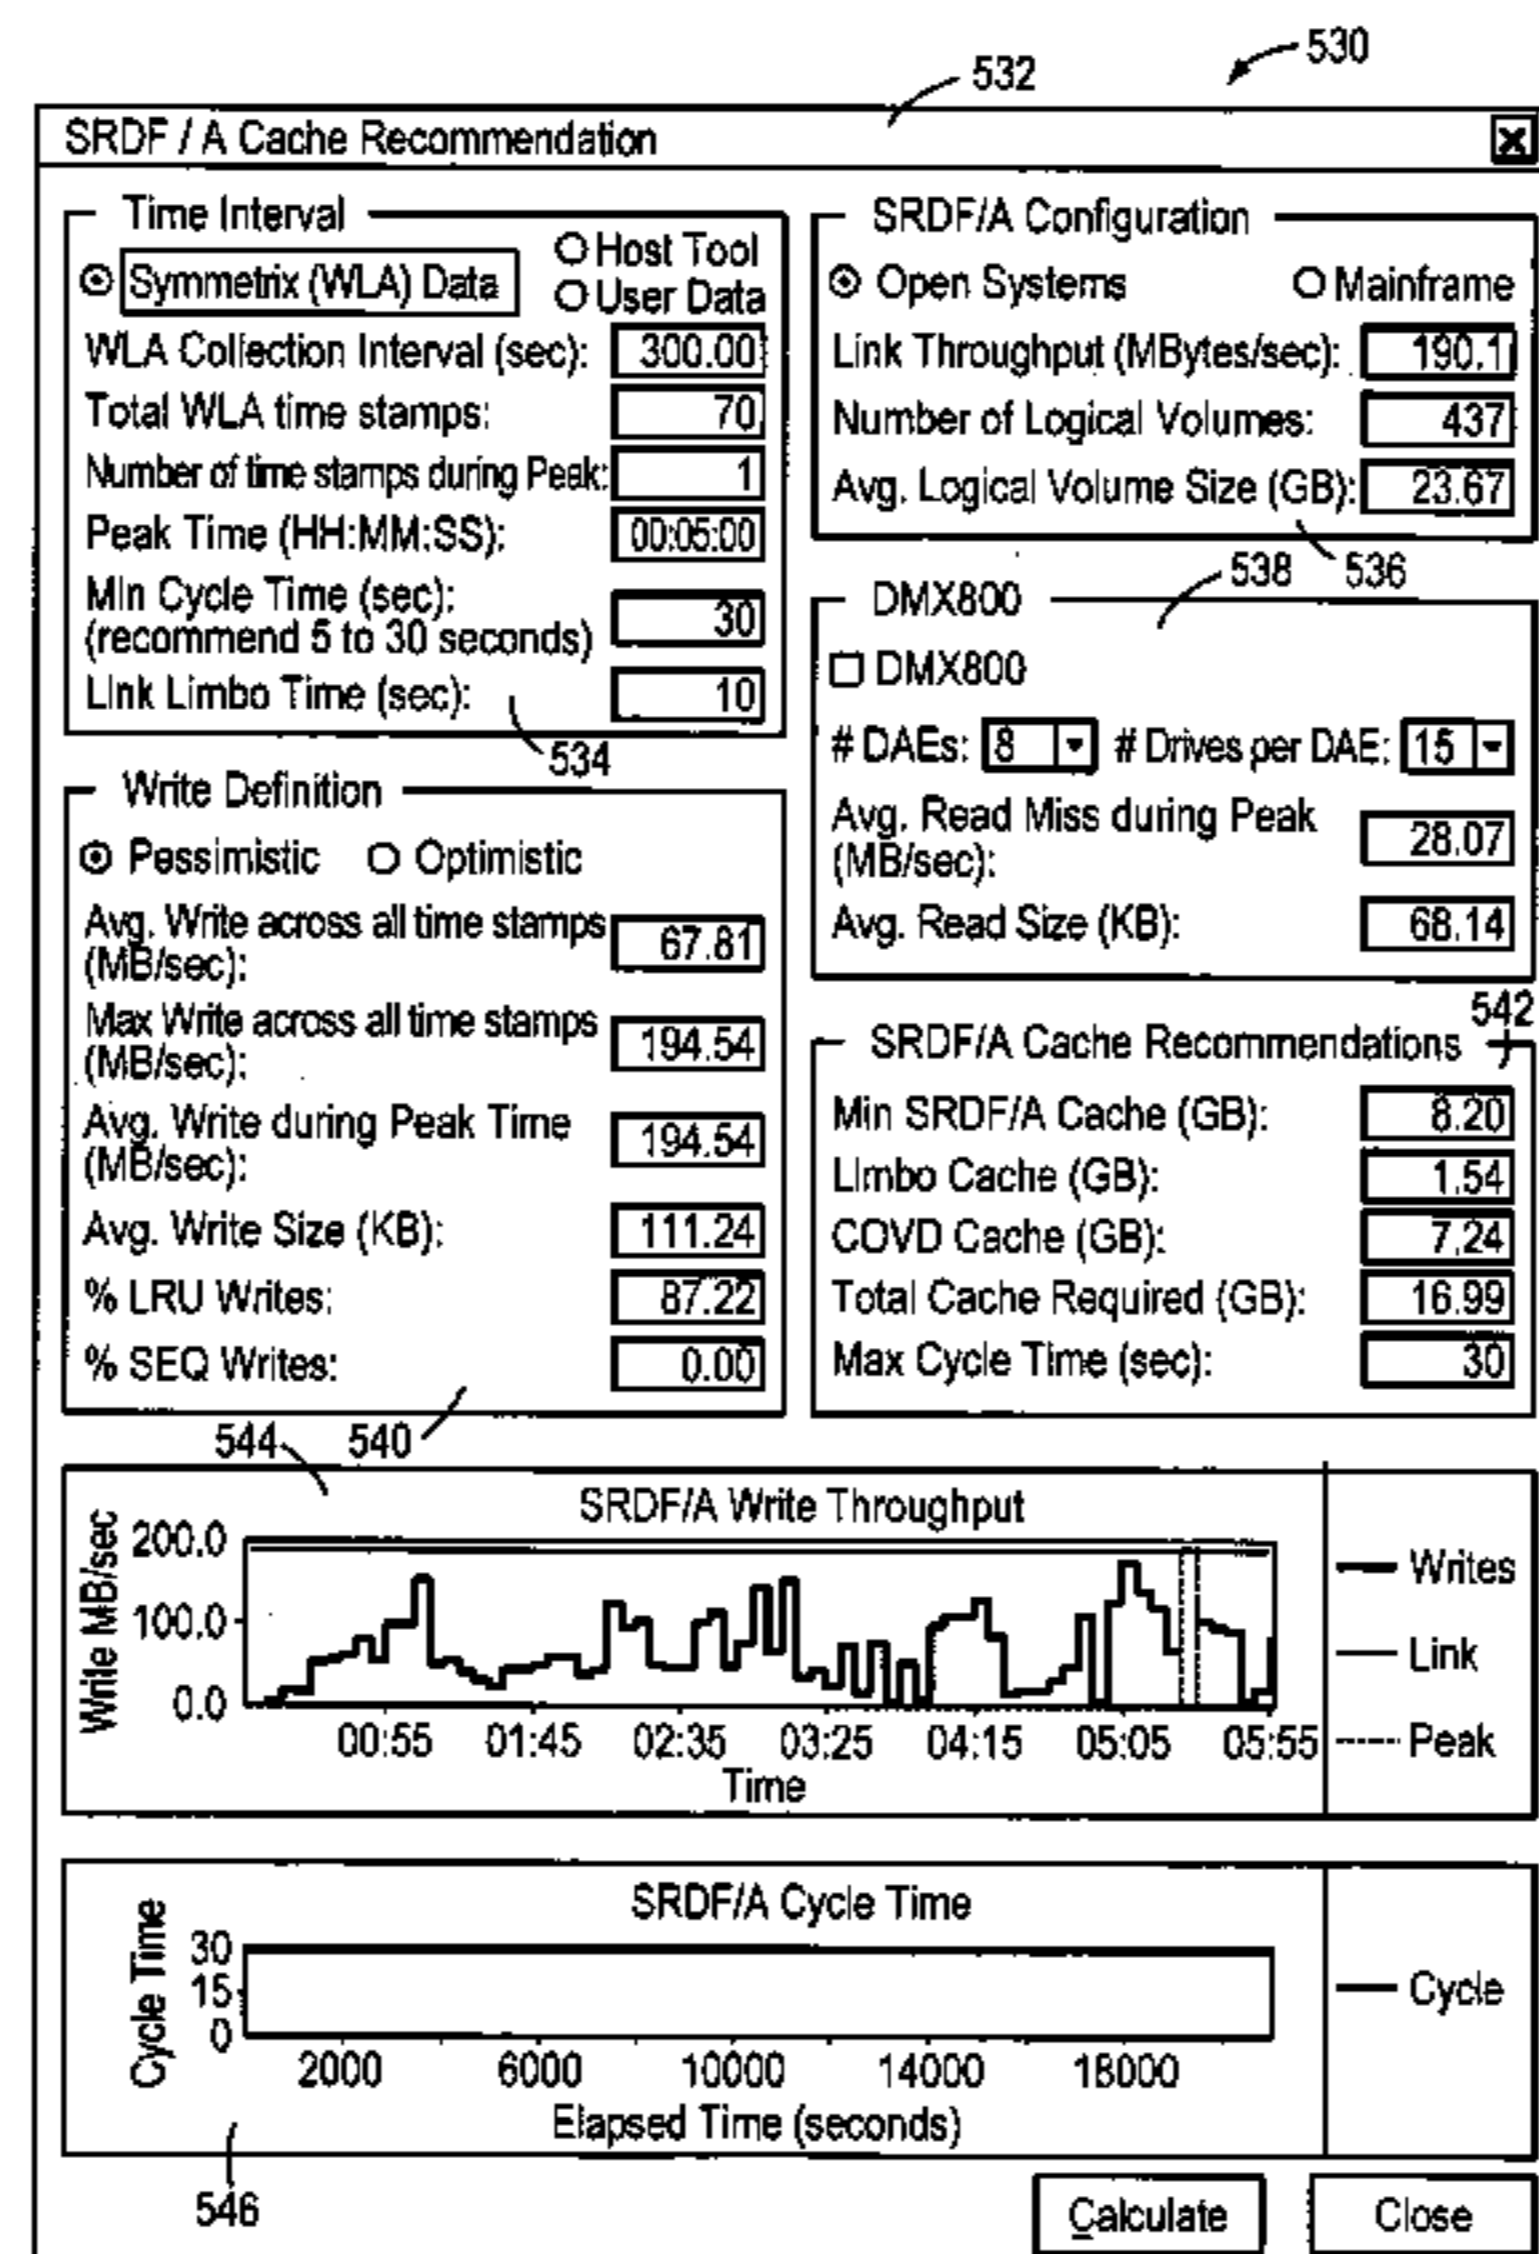 530
532
SRDF / A Cache Recommendation
Time Interval
Symmetrix (WLA) Data
Host Tool
User Data
WLA Collection Interval (sec): 300.00
Total WLA time stamps: 70
Number of time stamps during Peak: 1
Peak Time (HH:MM:SS): 00:05:00
Min Cycle Time (sec):
(recommend 5 to 30 seconds) 30
Link Limbo Time (sec): 10
534
SRDF/A Configuration
Open Systems Mainframe
Link Throughput (MBytes/sec): 190.1
Number of Logical Volumes: 437
Avg. Logical Volume Size (GB): 23.67
536
538
DMX800
DMX800
# DAEs: 8 # Drives per DAE: 15
Avg. Read Miss during Peak
(MB/sec): 28.07
Avg. Read Size (KB): 68.14
Write Definition
Pessimistic Optimistic
Avg. Write across all time stamps
(MB/sec): 67.81
Max Write across all time stamps
(MB/sec): 194.54
Avg. Write during Peak Time
(MB/sec): 194.54
Avg. Write Size (KB): 111.24
% LRU Writes: 87.22
% SEQ Writes: 0.00
540
542
SRDF/A Cache Recommendations
Min SRDF/A Cache (GB): 8.20
Limbo Cache (GB): 1.54
COVD Cache (GB): 7.24
Total Cache Required (GB): 16.99
Max Cycle Time (sec): 30
544
SRDF/A Write Throughput
Write MB/sec
200.0
100.0
0.0
00:55 01:45 02:35 03:25 04:15 05:05 05:55
Time
Writes
Link
Peak
SRDF/A Cycle Time
Cycle Time
30
15
0
2000 6000 10000 14000 18000
Elapsed Time (seconds)
Cycle
546
Calculate Close